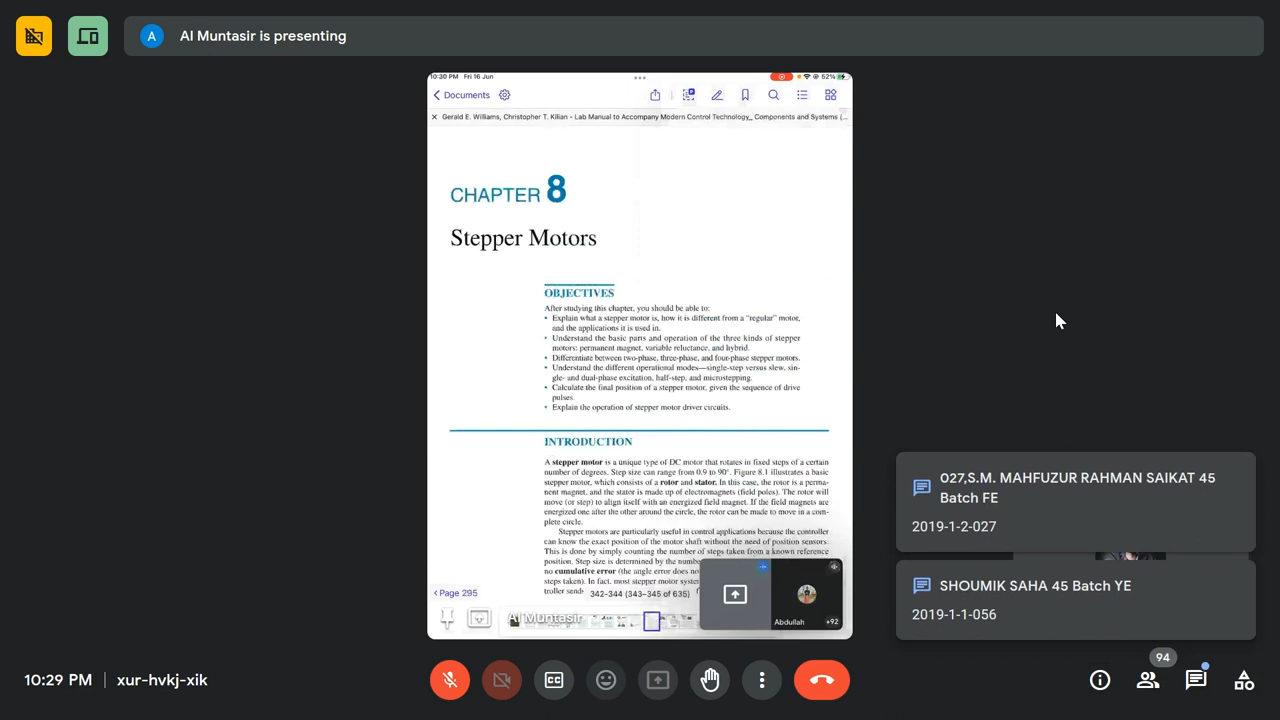 A
Al Muntasir is presenting
10:30 PM Fri 16 Jun
52%
Documents
Gerald E. Williams, Christopher T. Kilian - Lab Manual to Accompany Modern Control Technology_ Components and Systems (...
CHAPTER 8
Stepper Motors
OBJECTIVES
After studying this chapter, you should be able to:
• Explain what a stepper motor is, how it is different from a “regular” motor,
and the applications it is used in.
• Understand the basic parts and operation of the three kinds of stepper
motors: permanent magnet, variable reluctance, and hybrid.
• Differentiate between two-phase, three-phase, and four-phase stepper motors.
• Understand the different operational modes—single-step versus slew, sin-
gle- and dual-phase excitation, half-step, and microstepping.
• Calculate the final position of a stepper motor, given the sequence of drive
pulses.
• Explain the operation of stepper motor driver circuits.
INTRODUCTION
A stepper motor is a unique type of DC motor that rotates in fixed steps of a certain
number of degrees. Step size can range from 0.9 to 90°. Figure 8.1 illustrates a basic
stepper motor, which consists of a rotor and stator. In this case, the rotor is a perma-
nent magnet, and the stator is made up of electromagnets (field poles). The rotor will
move (or step) to align itself with an energized field magnet. If the field magnets are
energized one after the other around the circle, the rotor can be made to move in a com-
plete circle.
Stepper motors are particularly useful in control applications because the controller
can know the exact position of the motor shaft without the need of position sensors.
This is done by simply counting the number of steps taken from a known reference
position. Step size is determined by the numb
no cumulative error (the angle error does no
steps taken). In fact, most stepper motor system
troller sends
Page 295
342-344 (343-345 of 635)
Al Muntasir
Abdullah
+92
027,S.M. MAHFUZUR RAHMAN SAIKAT 45
Batch FE
2019-1-2-027
SHOUMIK SAHA 45 Batch YE
2019-1-1-056
10:29 PM
xur-hvkj-xik
94